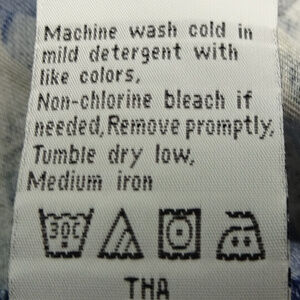 Machine wash cold in
mild detergent with
like colors,
Non-chlorine bleach if
needed, Remove promptly,
Tumble dry low,
Medium iron
30C
THA